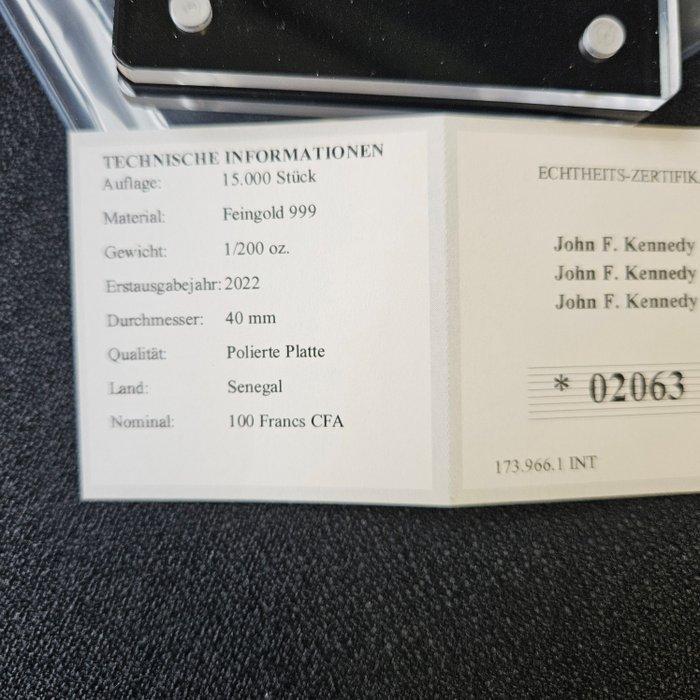 TECHNISCHE INFORMATIONEN
Auflage: 15.000 Stück
Material: Feingold 999
Gewicht: 1/200 oz.
Erstausgabejahr: 2022
Durchmesser: 40 mm
Qualität: Polierte Platte
Land: Senegal
Nominal: 100 Francs CFA
ECHTHEITS-ZERTIFIK
John F. Kennedy
John F. Kennedy
John F. Kennedy
* 02063
173.966.1 INT